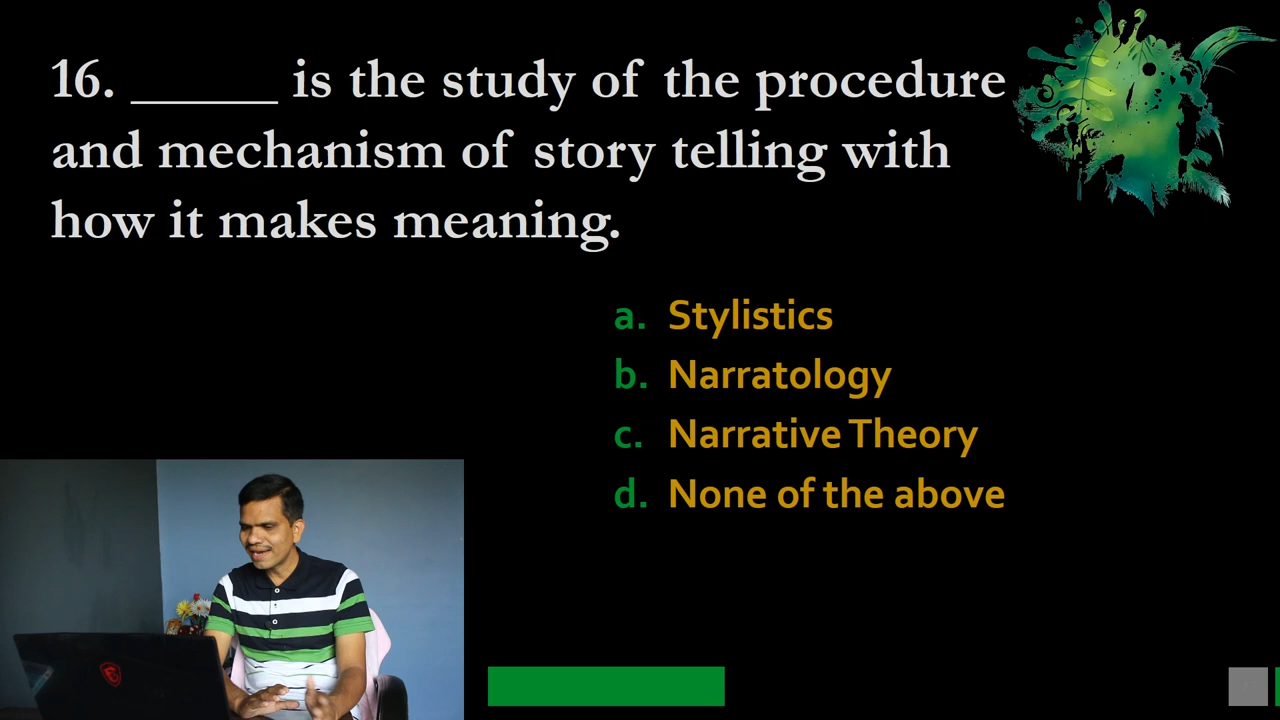 16. ______ is the study of the procedure
and mechanism of story telling with
how it makes meaning.
a. Stylistics
b. Narratology
c. Narrative Theory
d. None of the above